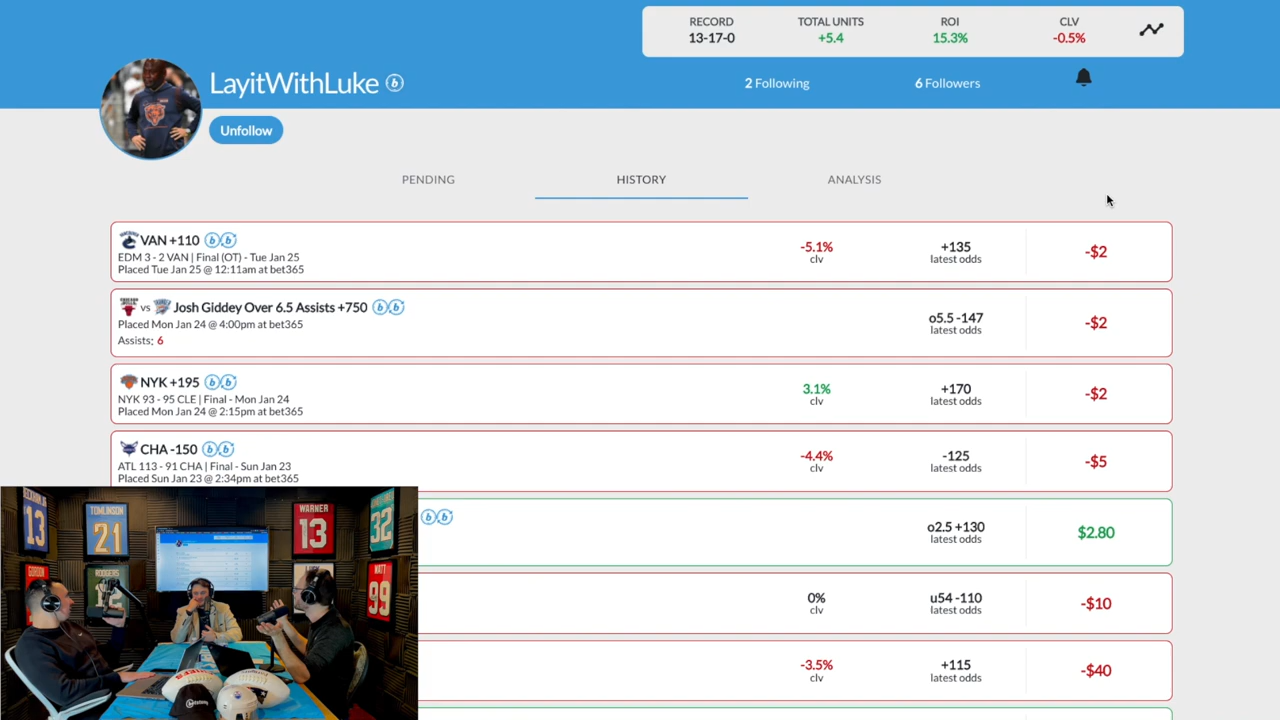 RECORD
13-17-0
TOTAL UNITS
+5.4
ROI
15.3%
CLV
-0.5%
LayitWithLuke
2 Following
6 Followers
Unfollow
PENDING
HISTORY
ANALYSIS
VAN +110
EDM 3 - 2 VAN | Final (OT) - Tue Jan 25
Placed Tue Jan 25 @ 12:11am at bet365
-5.1%
clv
+135
latest odds
-$2
vs
Josh Giddey Over 6.5 Assists +750
Placed Mon Jan 24 @ 4:00pm at bet365
Assists: 6
o5.5 -147
latest odds
-$2
NYK +195
NYK 93 - 95 CLE | Final - Mon Jan 24
Placed Mon Jan 24 @ 2:15pm at bet365
3.1%
clv
+170
latest odds
-$2
CHA -150
ATL 113 - 91 CHA | Final - Sun Jan 23
Placed Sun Jan 23 @ 2:34pm at bet365
-4.4%
clv
-125
latest odds
-$5
o2.5 +130
latest odds
$2.80
0%
clv
u54 -110
latest odds
-$10
-3.5%
clv
+115
latest odds
-$40
13
TOMLINSON
21
WARNER
13
32
WATT
99